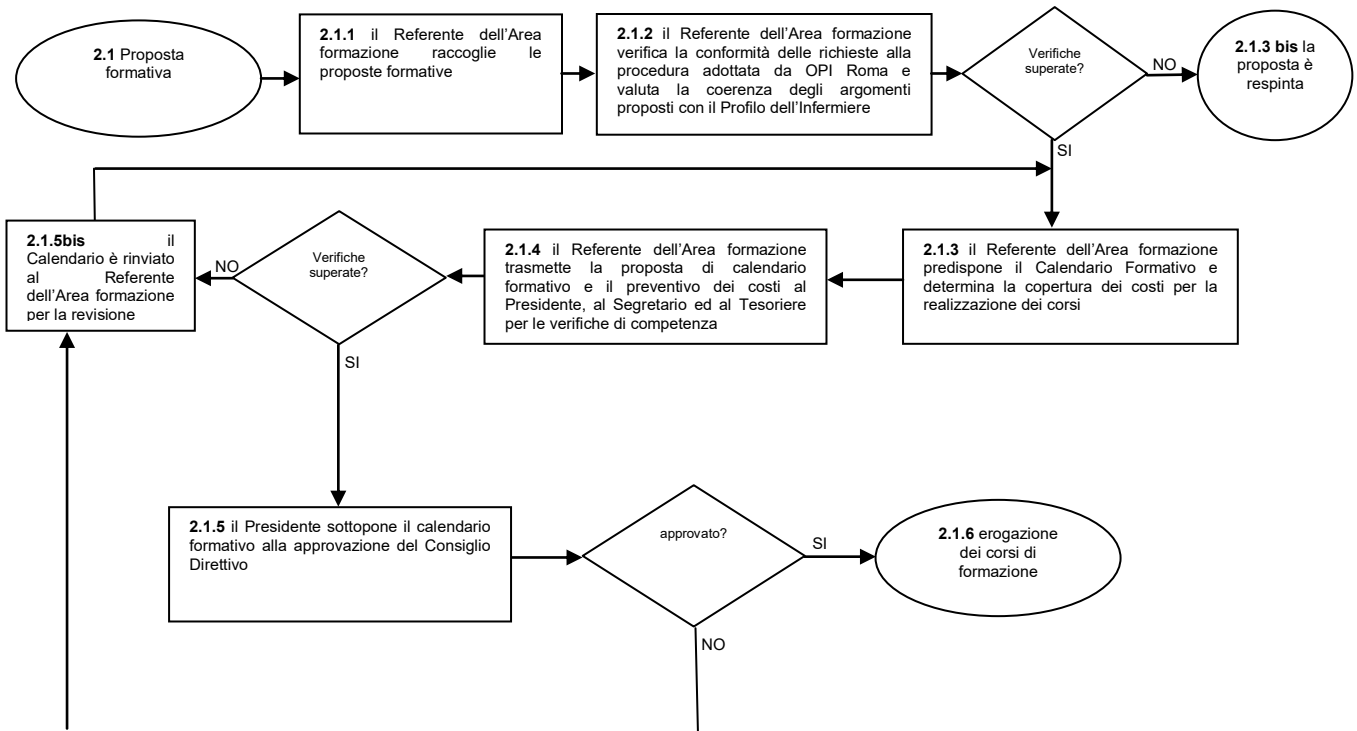 2.1 Proposta
formativa
2.1.1 il Referente dell'Area
formazione raccoglie le
proposte formative
2.1.2 il Referente dell'Area formazione
verifica la conformità delle richieste alla
procedura adottata da OPI Roma e
valuta la coerenza degli argomenti
proposti con il Profilo dell'Infermiere
Verifiche
superate?
NO
2.1.3 bis la
proposta è
respinta
SI
2.1.3 il Referente dell'Area formazione
predispone il Calendario Formativo e
determina la copertura dei costi per la
realizzazione dei corsi
2.1.4 il Referente dell'Area formazione
trasmette la proposta di calendario
formativo e il preventivo dei costi al
Presidente, al Segretario ed al Tesoriere
per le verifiche di competenza
Verifiche
superate?
NO
2.1.5bis il
Calendario è rinviato
al Referente
dell'Area formazione
per la revisione
SI
2.1.5 il Presidente sottopone il calendario
formativo alla approvazione del Consiglio
Direttivo
approvato?
SI
2.1.6 erogazione
dei corsi di
formazione
NO